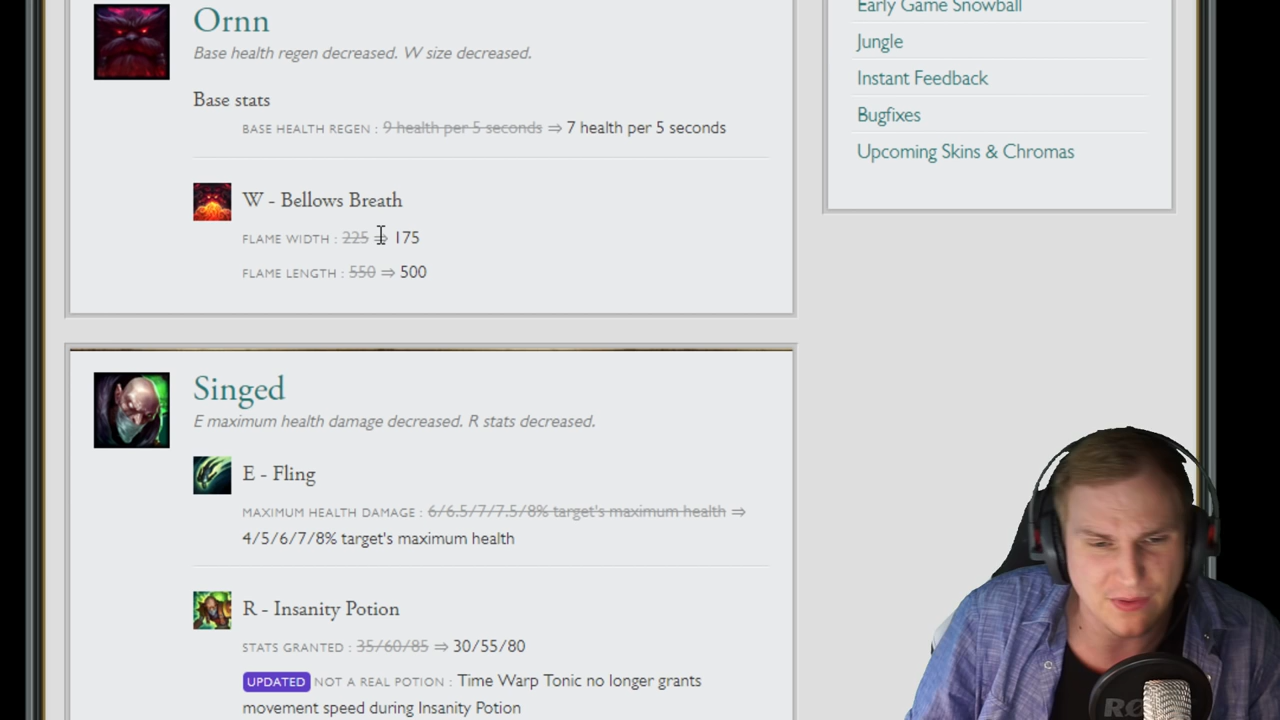 Ornn
Base health regen decreased. W size decreased.
Base stats
BASE HEALTH REGEN : 9 health per 5 seconds ⇒ 7 health per 5 seconds
W - Bellows Breath
FLAME WIDTH : 225 ⇒ 175
FLAME LENGTH : 550 ⇒ 500
Singed
E maximum health damage decreased. R stats decreased.
E - Fling
MAXIMUM HEALTH DAMAGE : 6/6.5/7/7.5/8% target's maximum health ⇒
4/5/6/7/8% target's maximum health
R - Insanity Potion
STATS GRANTED : 35/60/85 ⇒ 30/55/80
UPDATED NOT A REAL POTION : Time Warp Tonic no longer grants
movement speed during Insanity Potion
Early Game Snowball
Jungle
Instant Feedback
Bugfixes
Upcoming Skins & Chromas